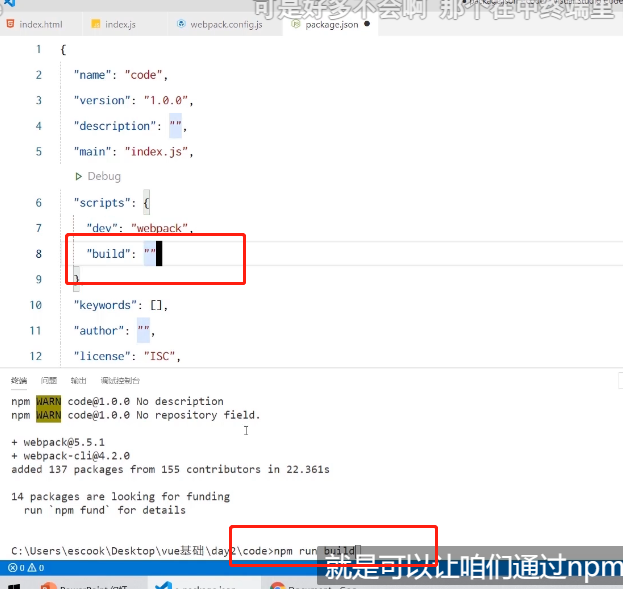 可是好多不会啊 那个在中终端里
index.html
index.js
webpack.config.js
package.json
1 {
2 "name": "code",
3 "version": "1.0.0",
4 "description": "",
5 "main": "index.js",
Debug
6 "scripts": {
7 "dev": "webpack",
8 "build": ""
9 }
10 "keywords": [],
11 "author": "",
12 "license": "ISC",
终端 问题 输出 调试控制台
npm WARN code@1.0.0 No description
npm WARN code@1.0.0 No repository field.
+ webpack@5.5.1
+ webpack-cli@4.2.0
added 137 packages from 155 contributors in 22.361s
14 packages are looking for funding
run `npm fund` for details
C:\Users\escook\Desktop\vue基础\day2\code>npm run build
就是可以让咱们通过npm
0 0